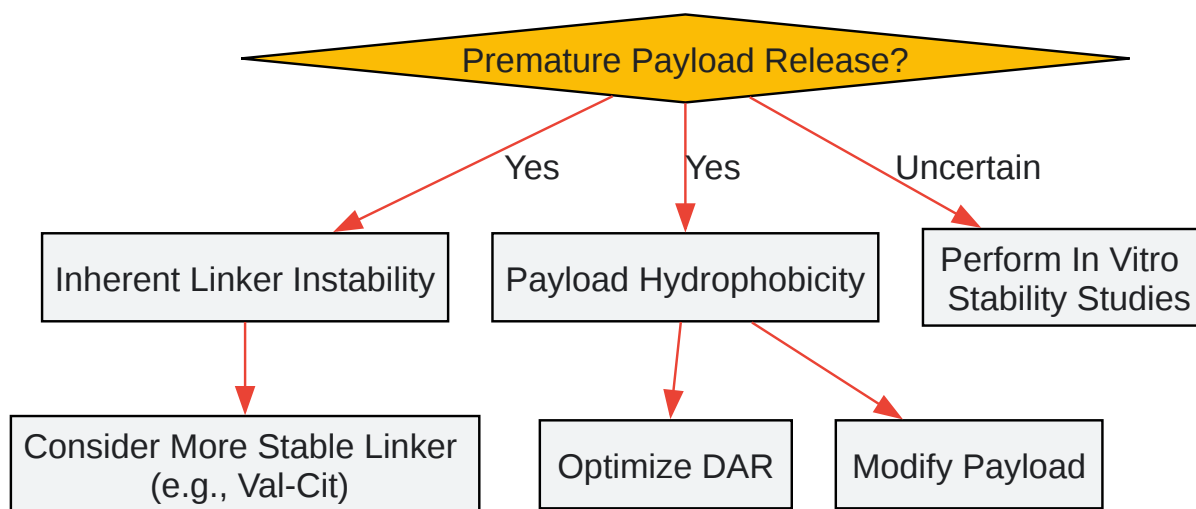 Premature Payload Release?
Yes
Yes
Uncertain
Inherent Linker Instability
Payload Hydrophobicity
Perform In Vitro
Stability Studies
Consider More Stable Linker
(e.g., Val-Cit)
Optimize DAR
Modify Payload